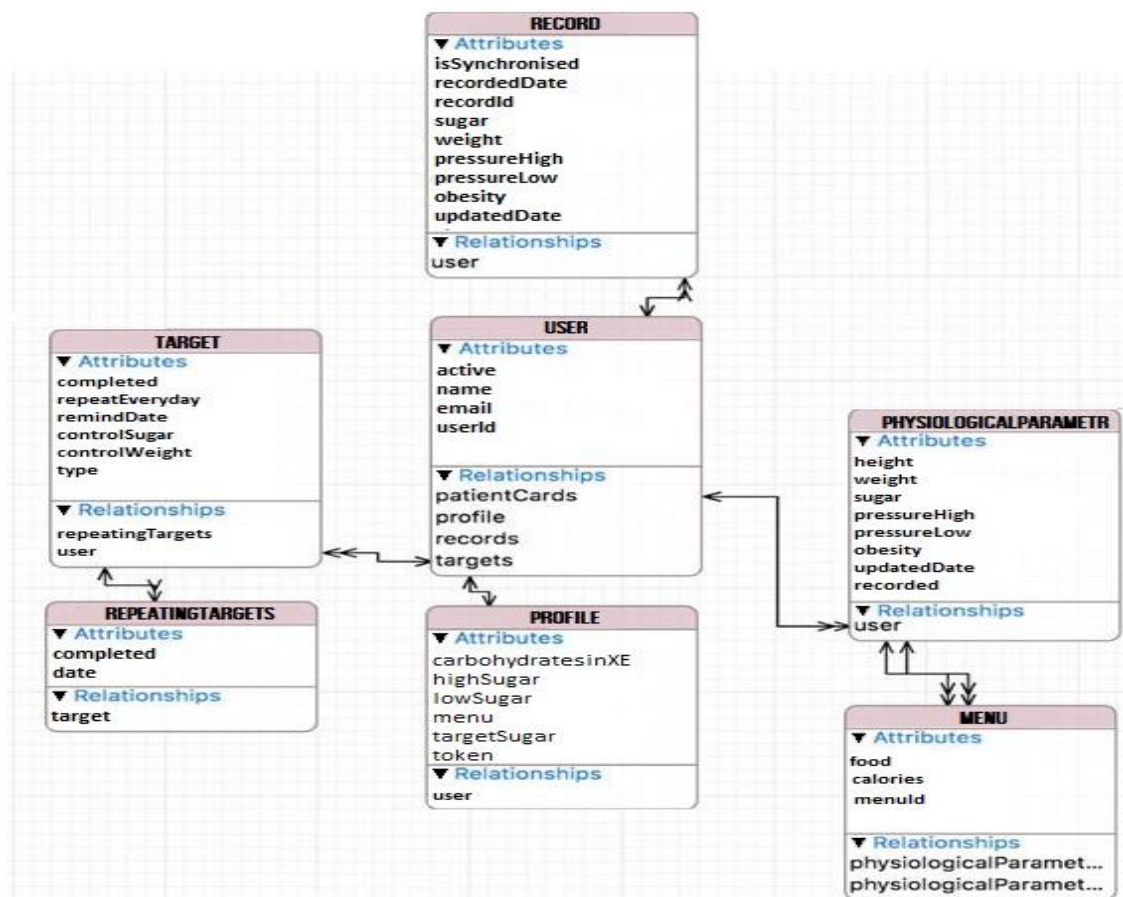 RECORD
▼ Attributes
isSynchronised
recordedDate
recordId
sugar
weight
pressureHigh
pressureLow
obesity
updatedDate
▼ Relationships
user
TARGET
▼ Attributes
completed
repeatEveryday
remindDate
controlSugar
controlWeight
type
▼ Relationships
repeatingTargets
user
USER
▼ Attributes
active
name
email
userId
▼ Relationships
patientCards
profile
records
targets
PHYSIOLOGICALPARAMETR
▼ Attributes
height
weight
sugar
pressureHigh
pressureLow
obesity
updatedDate
recorded
▼ Relationships
user
REPEATINGTARGETS
▼ Attributes
completed
date
▼ Relationships
target
PROFILE
▼ Attributes
carbohydratesinXE
highSugar
lowSugar
menu
targetSugar
token
▼ Relationships
user
MENU
▼ Attributes
food
calories
menuId
▼ Relationships
physiologicalParamet...
physiologicalParamet...